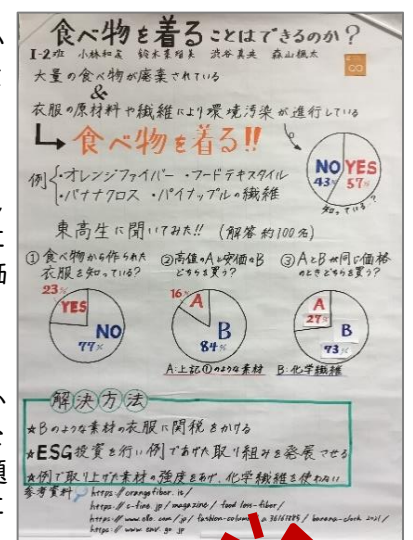 食べ物を着ることはできるのか？
1-2班 小林和 鈴木 渋谷真央 森山楓太
大量の食べ物が廃棄されている
&
衣服の原材料や繊維により環境汚染が進行している
食べ物を着る!!
NO 43% YES 57%
知っている？
例 ・オレンジファイバー ・フードテキスタイル
・バナナクロス ・パイナップルの繊維
東高生に聞いてみた!! (解答 約100名)
①食べ物から作られた衣服を知っている？
23% YES
NO 77%
②高価のAと安価のBどちらを買う？
16% A
B 84%
③AとBが同じ価格のときどちらを買う？
A 27%
B 73%
A:上記①のような素材 B:化学繊維
解決方法
★Bのような素材の衣服に関税をかける
★ESG投資を行い例であげた取り組みを発展させる
★例で取り上げた素材の強度をあげ、化学繊維を使わない
参考資料 https://orangefiber.it/
https://c-fine.jp/magazine/food loss-fiber/
https://www.env.go.jp